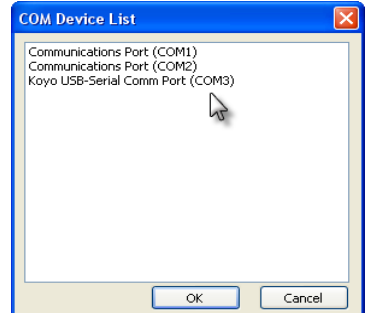 COM Device List
Communications Port (COM1)
Communications Port (COM2)
Koyo USB-Serial Comm Port (COM3)
OK
Cancel